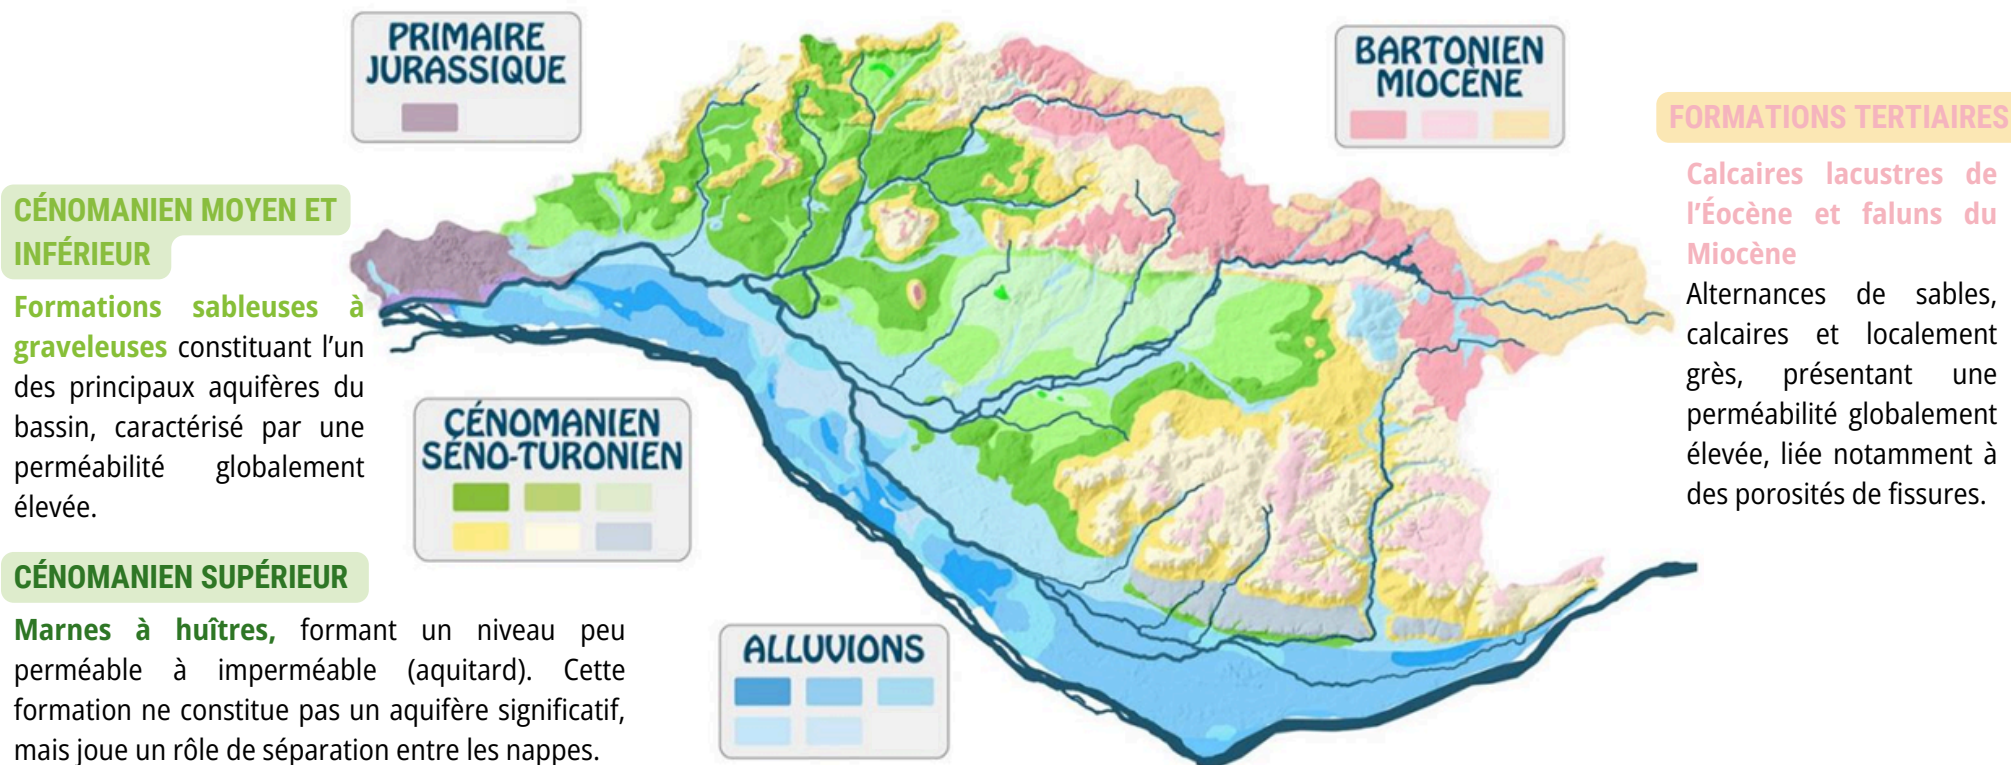 PRIMAIRE
JURASSIQUE
BARTONIEN
MIOCÈNE
FORMATIONS TERTIAIRES
Calcaires lacustres de
l'Éocène et faluns du
Miocène
Alternances de sables,
calcaires et localement
grès, présentant une
perméabilité globalement
élevée, liée notamment à
des porosités de fissures.
CÉNOMANIEN MOYEN ET
INFÉRIEUR
Formations sableuses à
graveleuses constituant l'un
des principaux aquifères du
bassin, caractérisé par une
perméabilité globalement
élevée.
CÉNOMANIEN
SÉNO-TURONIEN
CÉNOMANIEN SUPÉRIEUR
Marnes à huîtres, formant un niveau peu
perméable à imperméable (aquitard). Cette
formation ne constitue pas un aquifère significatif,
mais joue un rôle de séparation entre les nappes.
ALLUVIONS